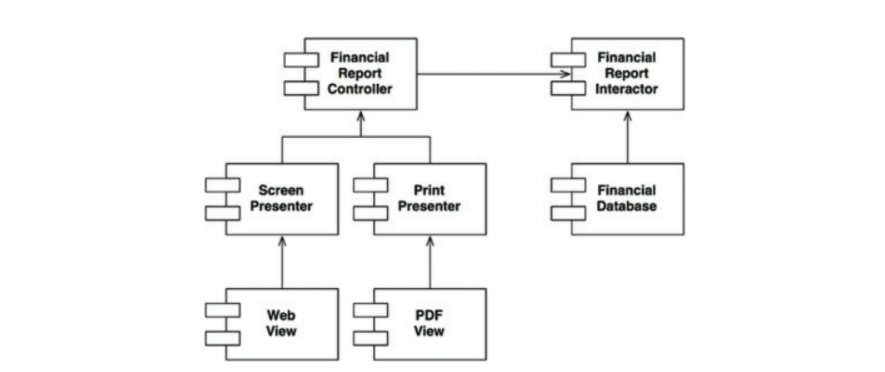 Financial
Report
Controller
Financial
Report
Interactor
Screen
Presenter
Print
Presenter
Financial
Database
Web
View
PDF
View